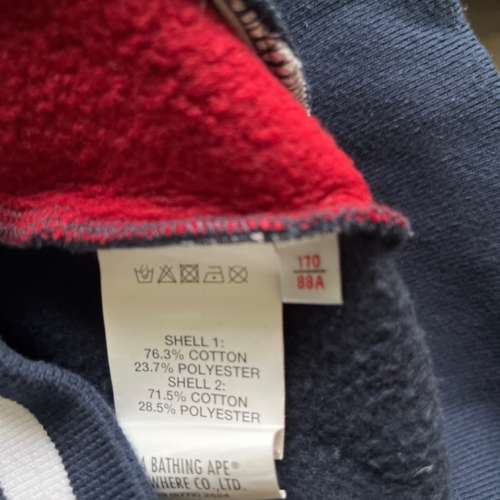 170
88A
SHELL 1:
76.3% COTTON
23.7% POLYESTER
SHELL 2:
71.5% COTTON
28.5% POLYESTER
A BATHING APE®
WHERE CO.,LTD.